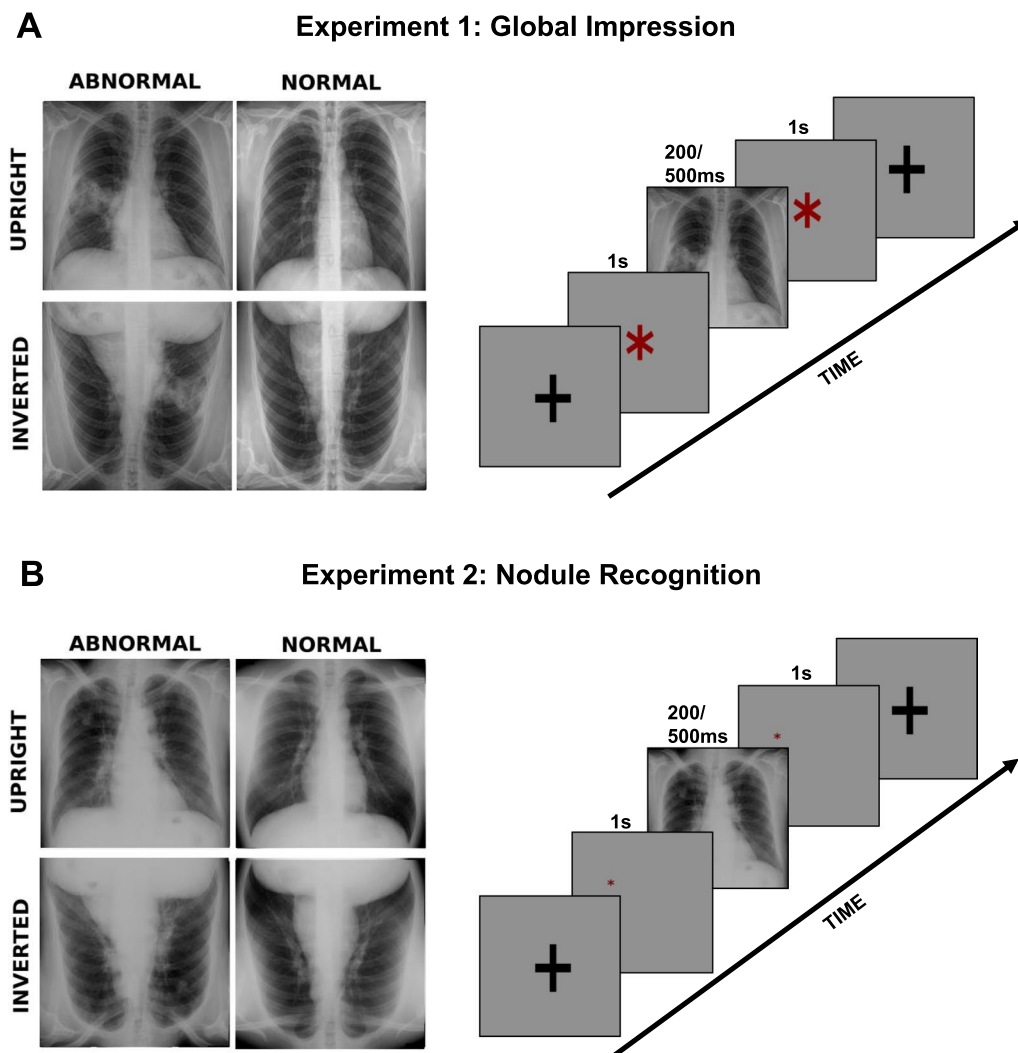 A
Experiment 1: Global Impression
ABNORMAL
NORMAL
UPRIGHT
INVERTED
1s
200/
500ms
1s
*
*
TIME
B
Experiment 2: Nodule Recognition
ABNORMAL
NORMAL
UPRIGHT
INVERTED
1s
200/
500ms
1s
*
*
TIME